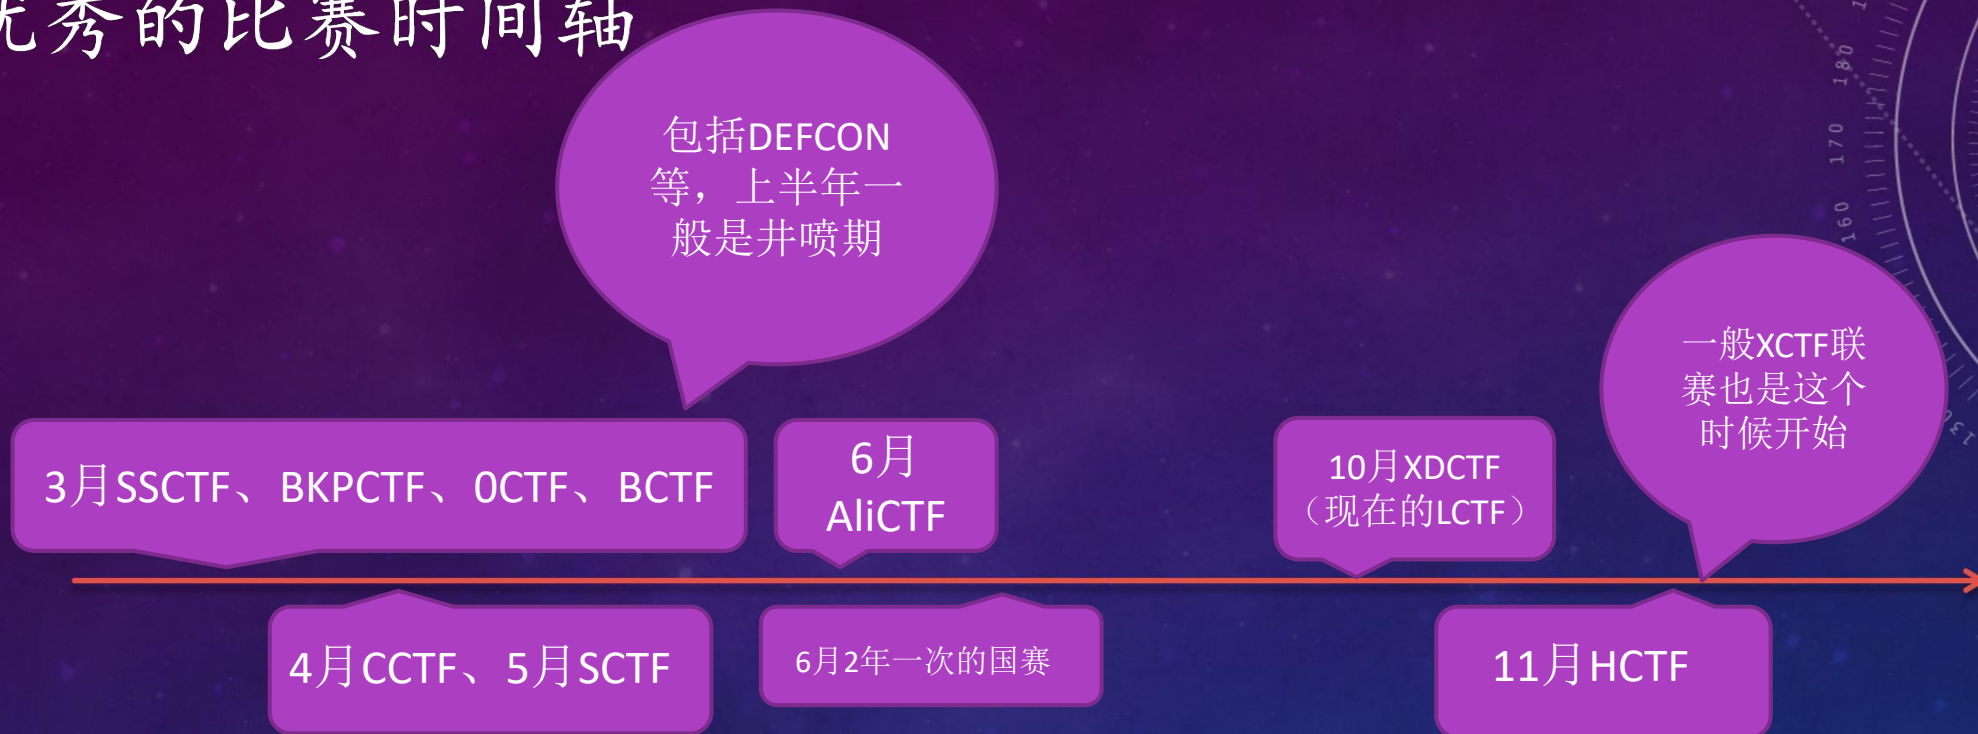 优秀的比赛时间轴
包括DEFCON
等，上半年一
般是井喷期
一般XCTF联
赛也是这个
时候开始
3月SSCTF、BKPCTF、0CTF、BCTF
6月
AliCTF
10月XDCTF
（现在的LCTF）
4月CCTF、5月SCTF
6月2年一次的国赛
11月HCTF
180
170
160